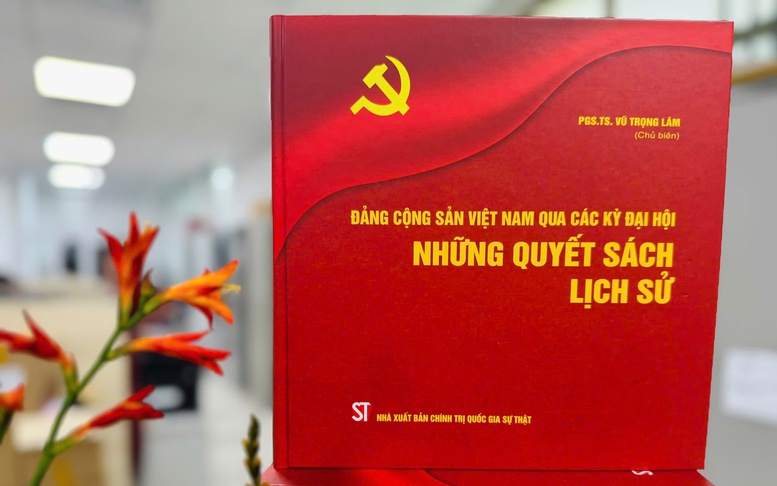 PGS.TS. VŨ TRỌNG LÂM
(Chủ biên)
ĐẢNG CỘNG SẢN VIỆT NAM QUA CÁC KỲ ĐẠI HỘI
NHỮNG QUYẾT SÁCH
LỊCH SỬ
ST NHÀ XUẤT BẢN CHÍNH TRỊ QUỐC GIA SỰ THẬT